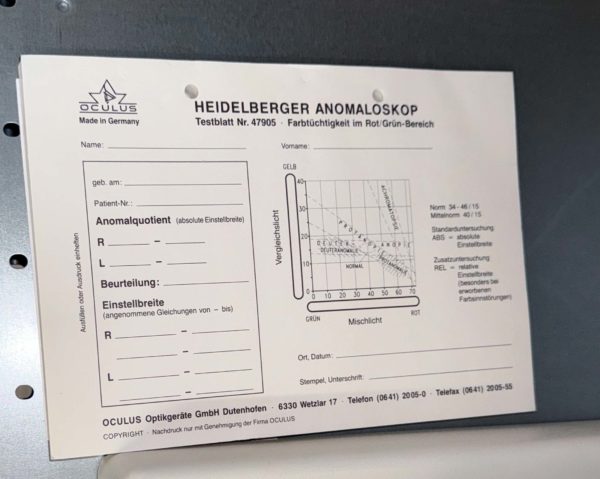 OCULUS
Made in Germany
HEIDELBERGER ANOMALOSKOP
Testblatt Nr. 47905 · Farbtüchtigkeit im Rot/Grün-Bereich
Name:
Vorname:
geb. am:
Patient-Nr.:
Anomalquotient (absolute Einstellbreite)
R –
L –
Beurteilung:
Einstellbreite
(angenommene Gleichungen von – bis)
R –
–
L –
–
Ausfüllen oder Ausdruck einheften
GELB
Vergleichslicht
40
30
20
10
0
0 10 20 30 40 50 60 70
ACHROMATOPSIE
PROTANOPIE
DEUTERANOPIE
DEUTERANOMALIE
NORMAL
GRÜN
Mischlicht
ROT
Norm 34 - 46 / 15
Mittelnorm 40 / 15
Standarduntersuchung
ABS = absolute
Einstellbreite
Zusatzuntersuchung
REL = relative
Einstellbreite
(besonders bei
erworbenen
Farbsinnstörungen)
Ort, Datum:
Stempel, Unterschrift:
OCULUS Optikgeräte GmbH Dutenhofen · 6330 Wetzlar 17 · Telefon (0641) 2005-0 · Telefax (0641) 2005-55
COPYRIGHT · Nachdruck nur mit Genehmigung der Firma OCULUS